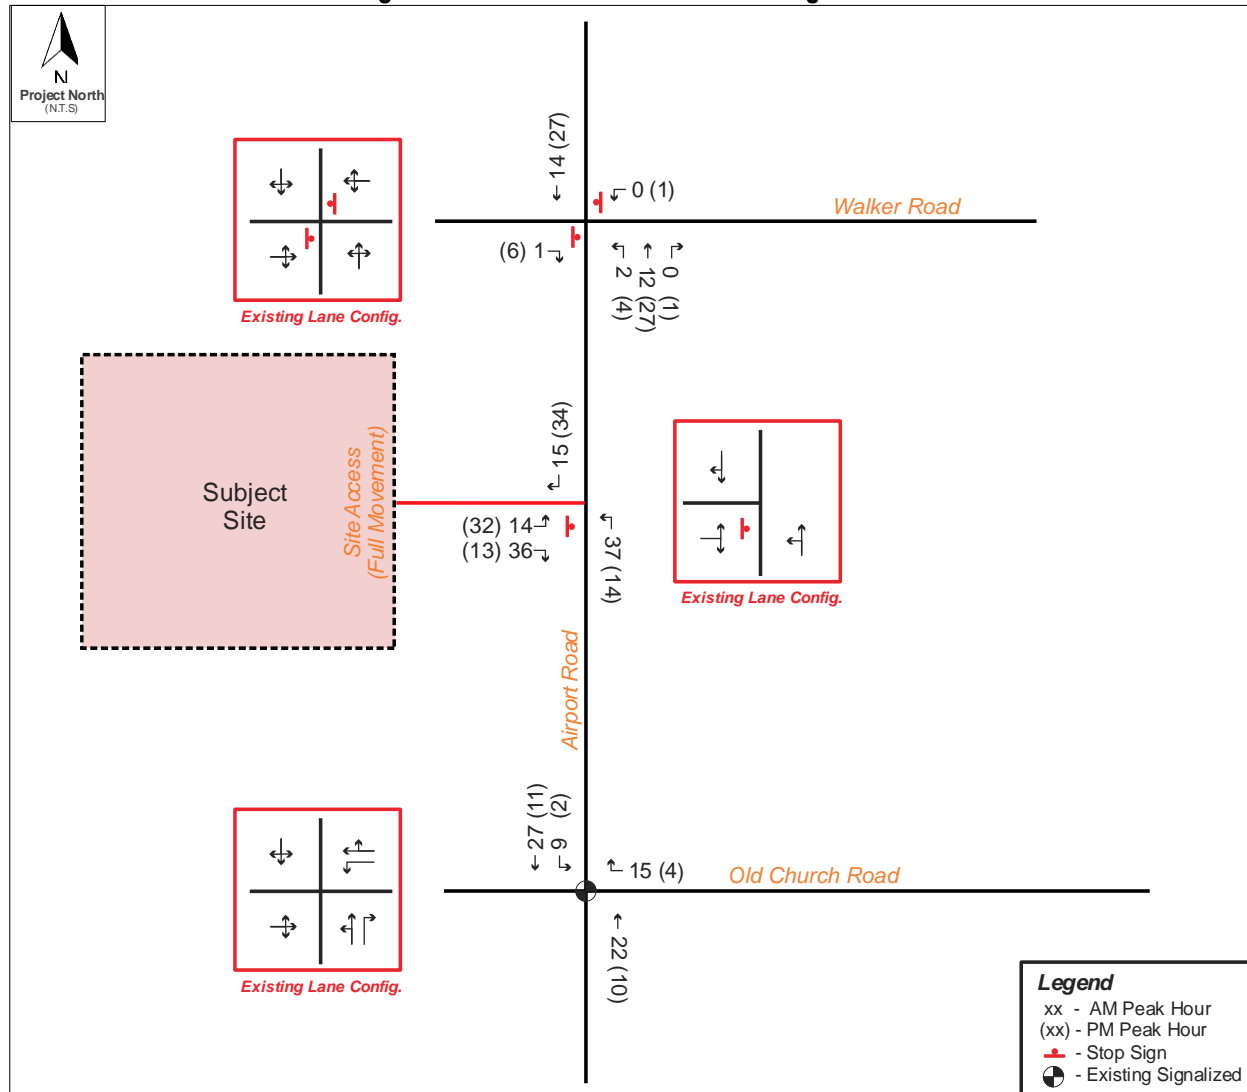 N
Project North
(N.T.S)
14 (27)
0 (1)
Walker Road
(6) 1
2 (4)
12 (27)
0 (1)
Existing Lane Config.
15 (34)
Subject
Site
Site Access
(Full Movement)
(32) 14
(13) 36
37 (14)
Existing Lane Config.
Airport Road
27 (11)
9 (2)
15 (4)
Old Church Road
22 (10)
Existing Lane Config.
Legend
xx - AM Peak Hour
(xx) - PM Peak Hour
- Stop Sign
- Existing Signalized